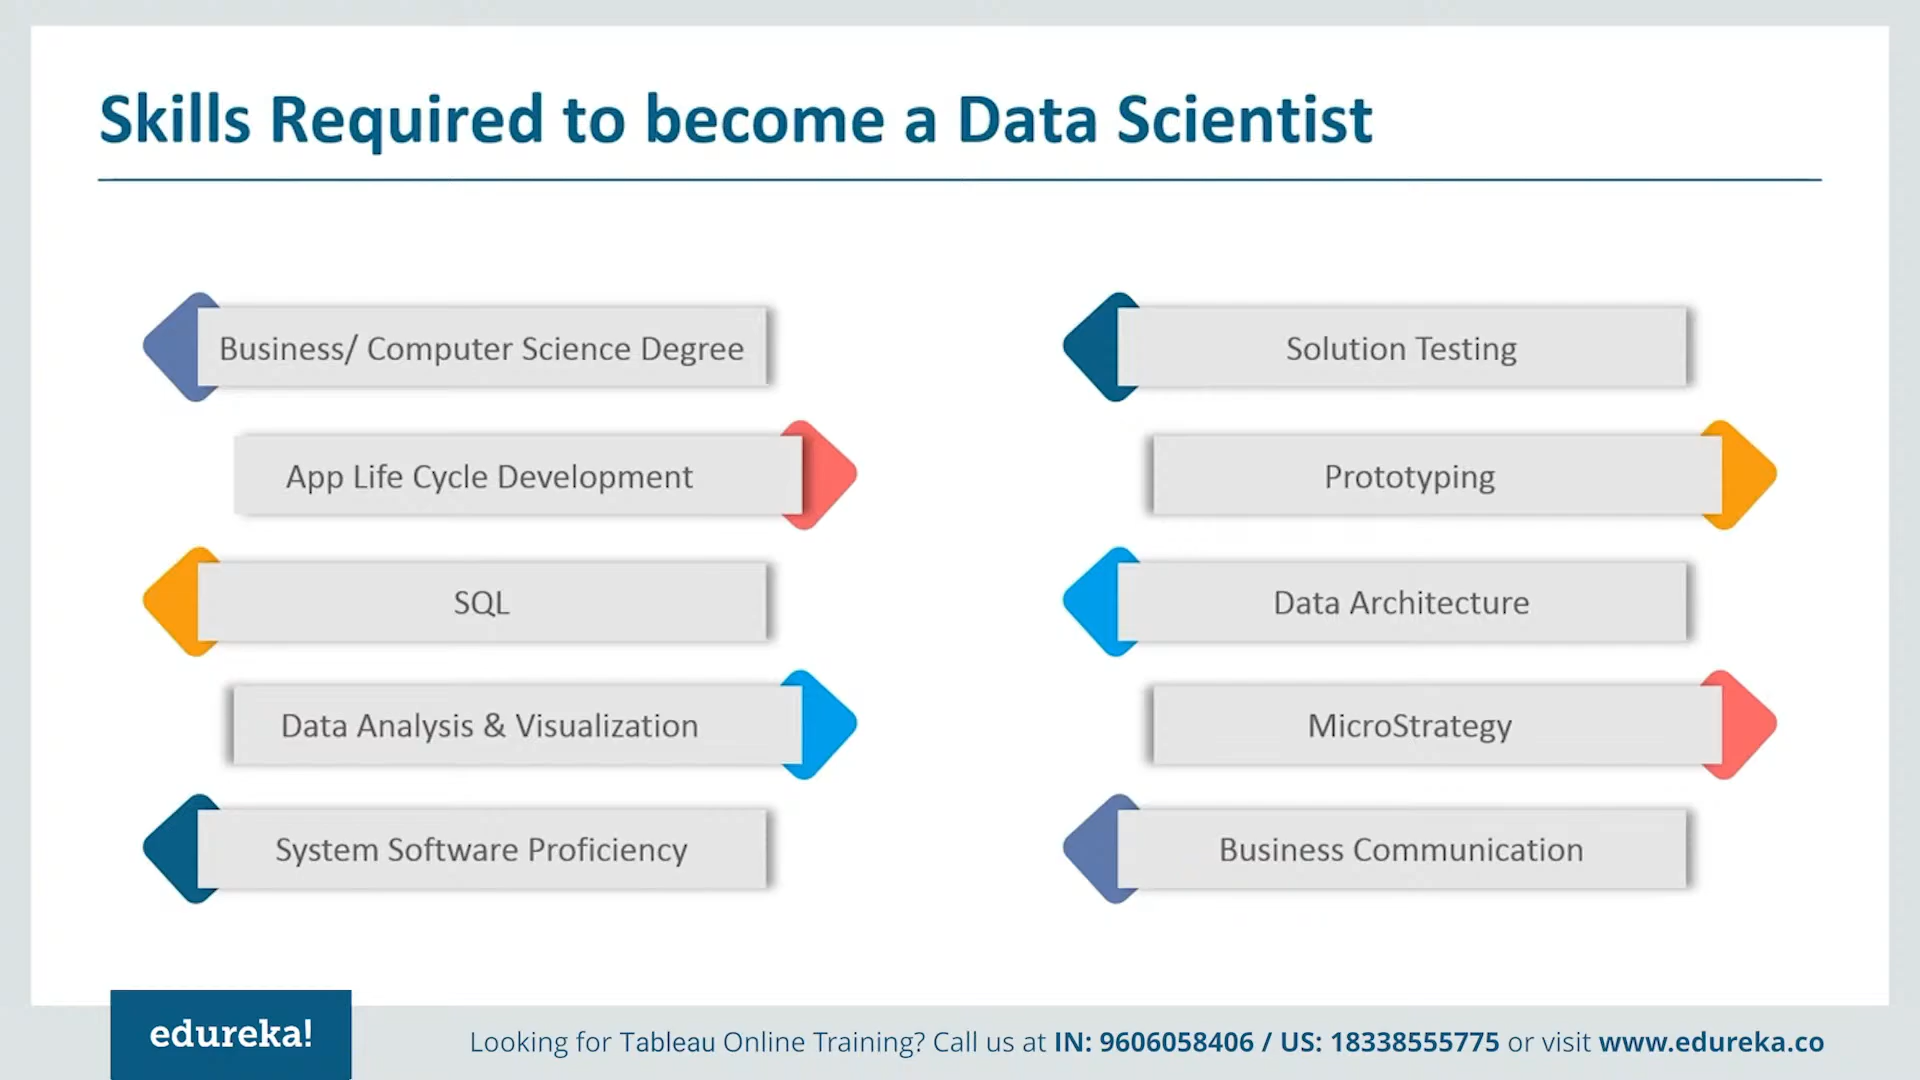 Skills Required to become a Data Scientist
Business/ Computer Science Degree
App Life Cycle Development
SQL
Data Analysis & Visualization
System Software Proficiency
Solution Testing
Prototyping
Data Architecture
MicroStrategy
Business Communication
edureka!
Looking for Tableau Online Training? Call us at IN: 9606058406 / US: 18338555775 or visit www.edureka.co